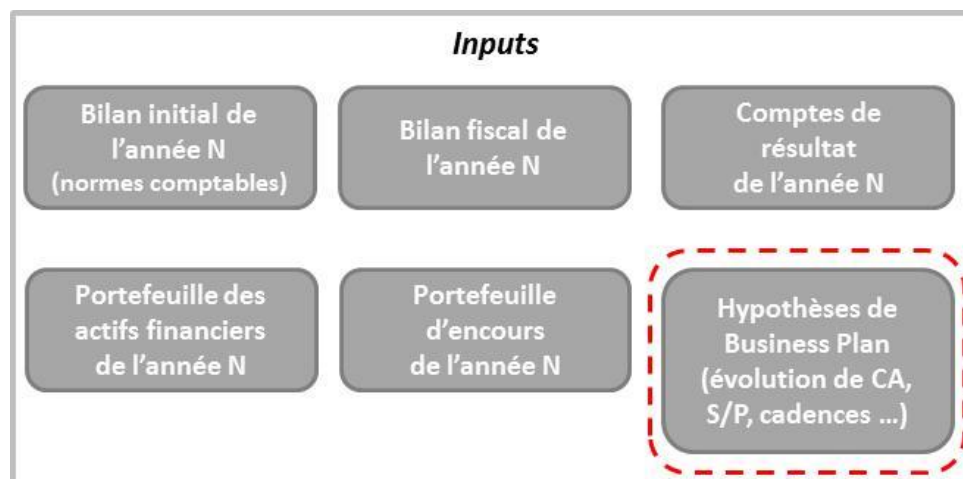 Inputs
Bilan initial de
l'année N
(normes comptables)
Bilan fiscal de
l'année N
Comptes de
résultat
de l'année N
Portefeuille des
actifs financiers
de l'année N
Portefeuille
d'encours
de l'année N
Hypothèses de
Business Plan
(évolution de CA,
S/P, cadences ...)